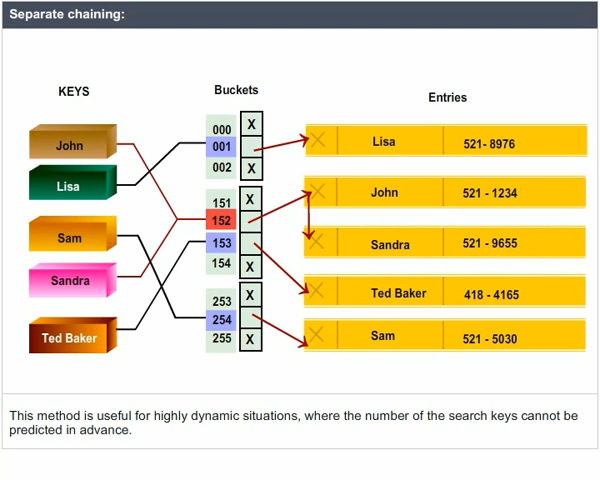 Separate chaining:
KEYS
Buckets
Entries
John
Lisa
Sam
Sandra
Ted Baker
000 X
001
002 X
151 X
152
153
154 X
253 X
254
255 X
Lisa 521- 8976
John 521 - 1234
Sandra 521 - 9655
Ted Baker 418 - 4165
Sam 521 - 5030
This method is useful for highly dynamic situations, where the number of the search keys cannot be
predicted in advance.